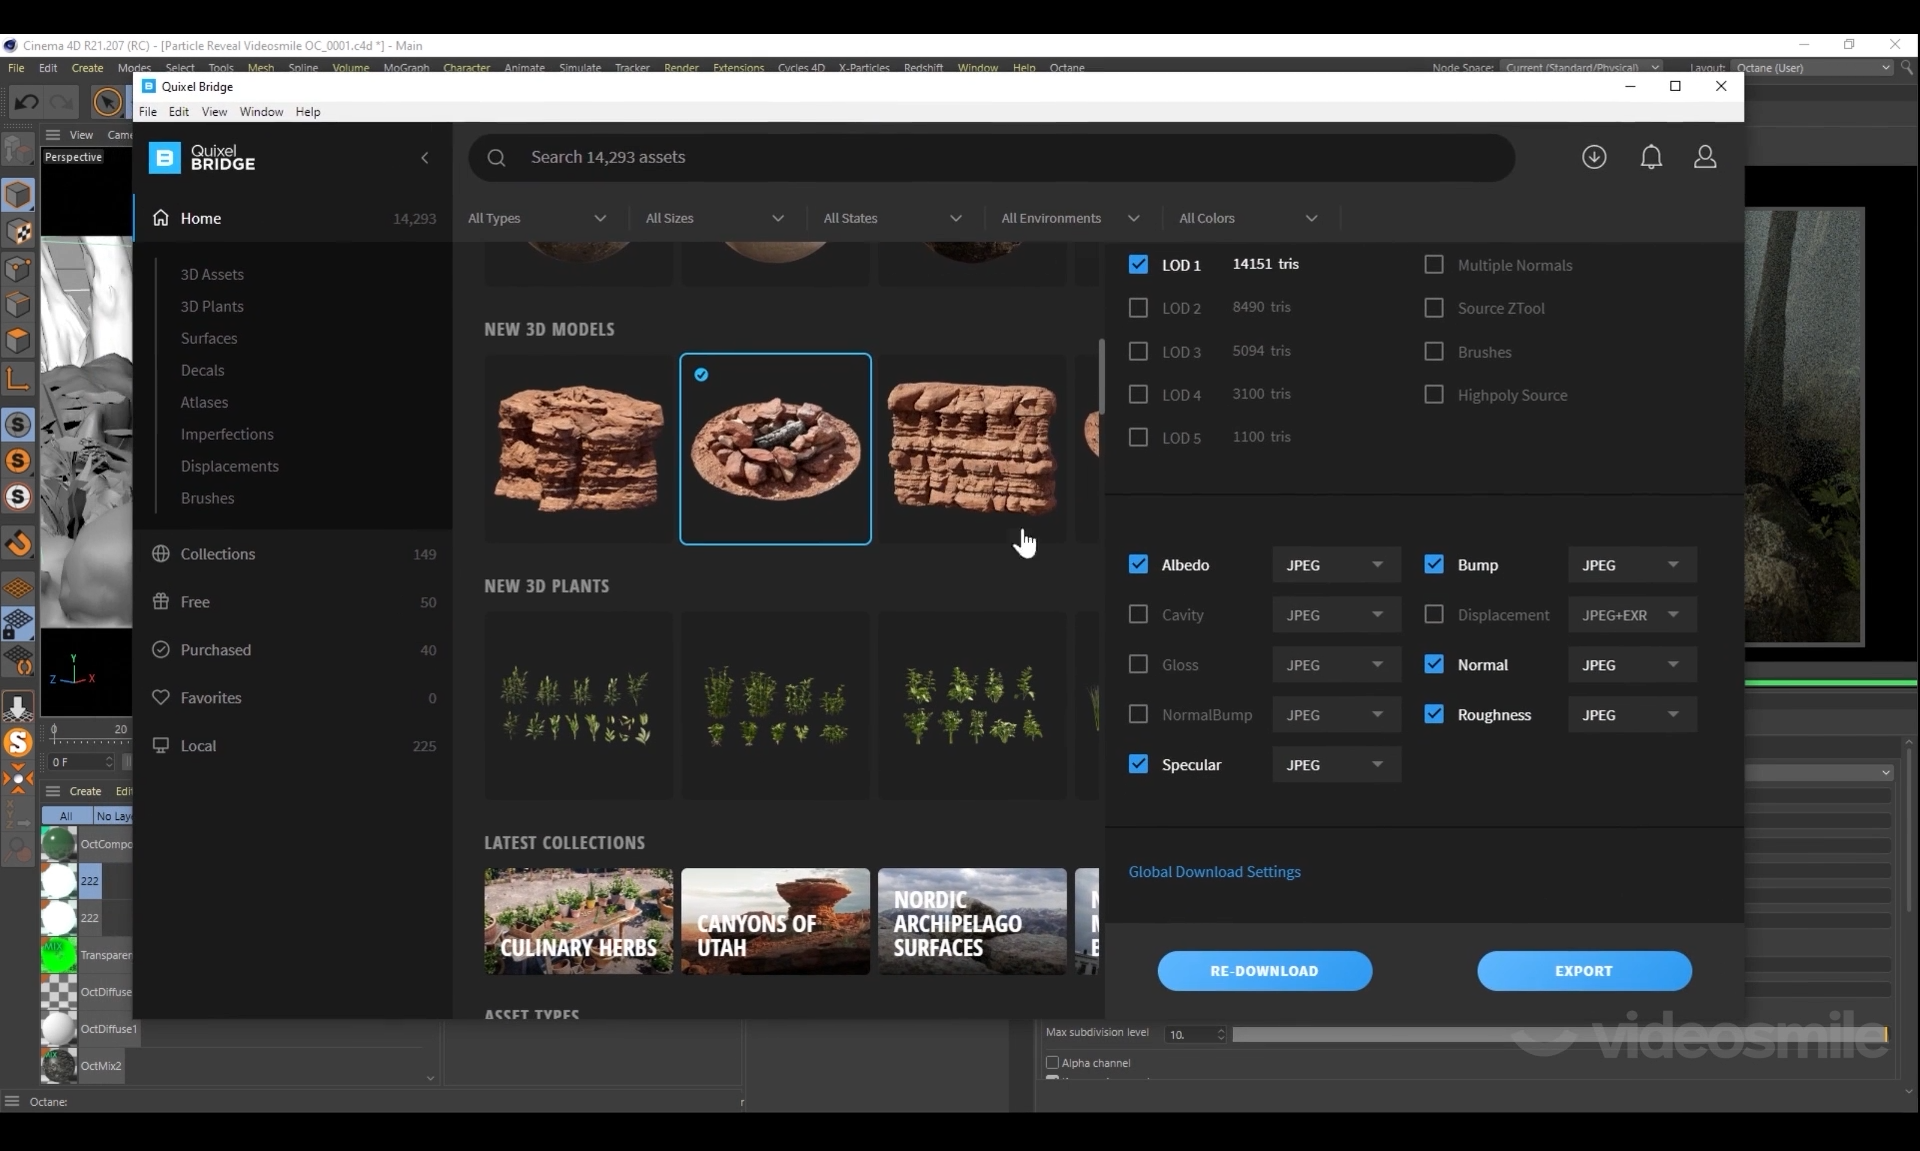 Cinema 4D R21.207 (RC) - [Particle Reveal Videosmile OC_0001.c4d *] - Main
File Edit Create Modes Select Tools Mesh Spline Volume MoGraph Character Animate Simulate Tracker Render Extensions Cycles 4D X-Particles Redshift Window Help Octane
Node Space: Current (Standard/Physical) Layout: Octane (User)
Quixel Bridge
File Edit View Window Help
View
Perspective
Quixel
BRIDGE
Search 14,293 assets
Home 14,293
All Types All Sizes All States All Environments All Colors
3D Assets
3D Plants
Surfaces
Decals
Atlases
Imperfections
Displacements
Brushes
Collections 149
Free 50
Purchased 40
Favorites 0
Local 225
NEW 3D MODELS
NEW 3D PLANTS
LATEST COLLECTIONS
CULINARY HERBS
CANYONS OF
UTAH
NORDIC
ARCHIPELAGO
SURFACES
ASSET TYPES
LOD 1 14151 tris Multiple Normals
LOD 2 8490 tris Source ZTool
LOD 3 5094 tris Brushes
LOD 4 3100 tris Highpoly Source
LOD 5 1100 tris
Albedo JPEG Bump JPEG
Cavity JPEG Displacement JPEG+EXR
Gloss JPEG Normal JPEG
NormalBump JPEG Roughness JPEG
Specular JPEG
Global Download Settings
RE-DOWNLOAD EXPORT
Y
Z X
0 20
0 F
Create
All No
222
222
OctDiffuse
OctDiffuse1
OctMix2
Octane:
Max subdivision level 10.
Alpha channel
videosmile